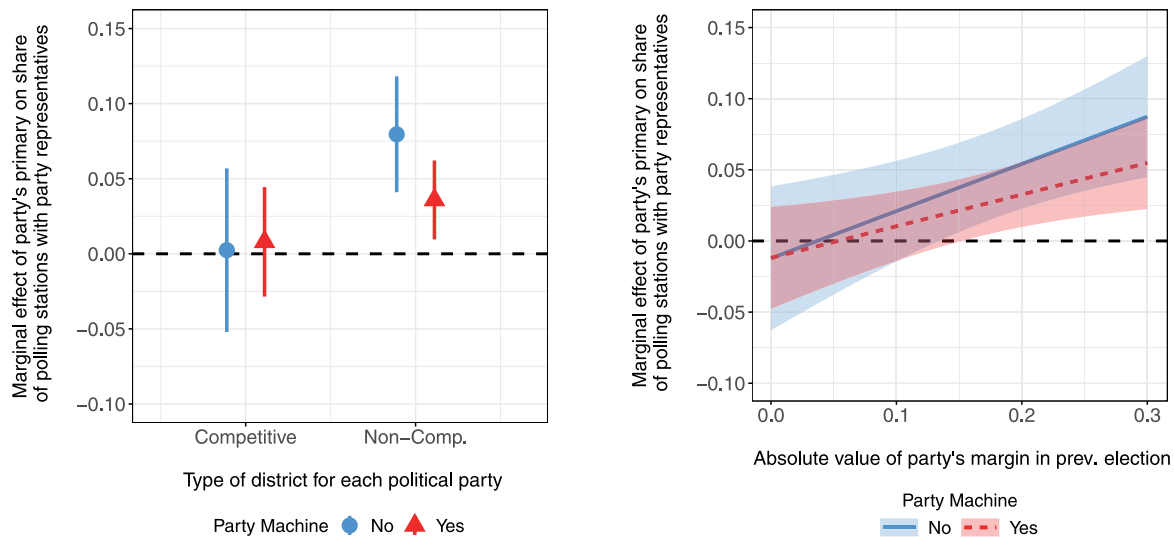 Marginal effect of party's primary on share
of polling stations with party representatives
0.15
0.10
0.05
0.00
−0.05
−0.10
Competitive
Non−Comp.
Type of district for each political party
Party Machine No Yes
Marginal effect of party's primary on share
of polling stations with party representatives
0.15
0.10
0.05
0.00
−0.05
−0.10
0.0
0.1
0.2
0.3
Absolute value of party's margin in prev. election
Party Machine
No Yes